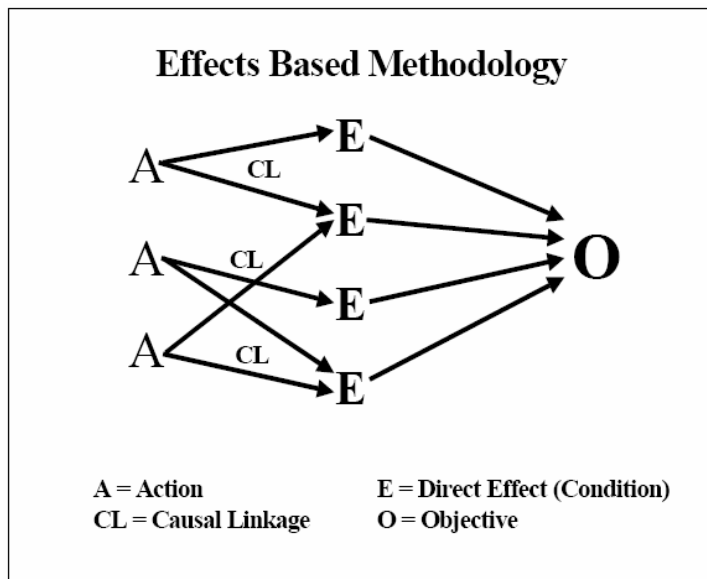 Effects Based Methodology
E
A
CL
E
A
CL
O
E
A
CL
E
A = Action
E = Direct Effect (Condition)
CL = Causal Linkage
O = Objective